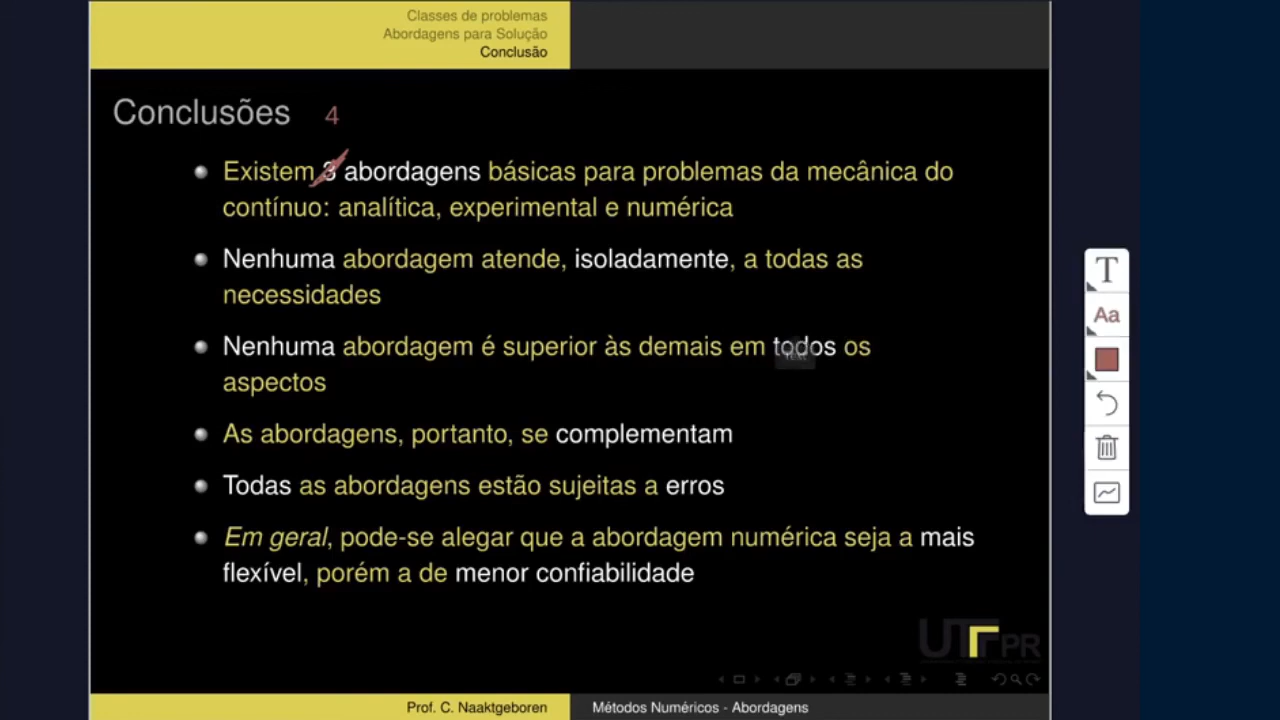 Classes de problemas
Abordagens para Solução
Conclusão
Conclusões 4
Existem 3 abordagens básicas para problemas da mecânica do
contínuo: analítica, experimental e numérica
Nenhuma abordagem atende, isoladamente, a todas as
necessidades
Nenhuma abordagem é superior às demais em todos os
aspectos
As abordagens, portanto, se complementam
Todas as abordagens estão sujeitas a erros
Em geral, pode-se alegar que a abordagem numérica seja a mais
flexível, porém a de menor confiabilidade
UTFPR
Prof. C. Naaktgeboren
Métodos Numéricos - Abordagens
T
Aa
Text